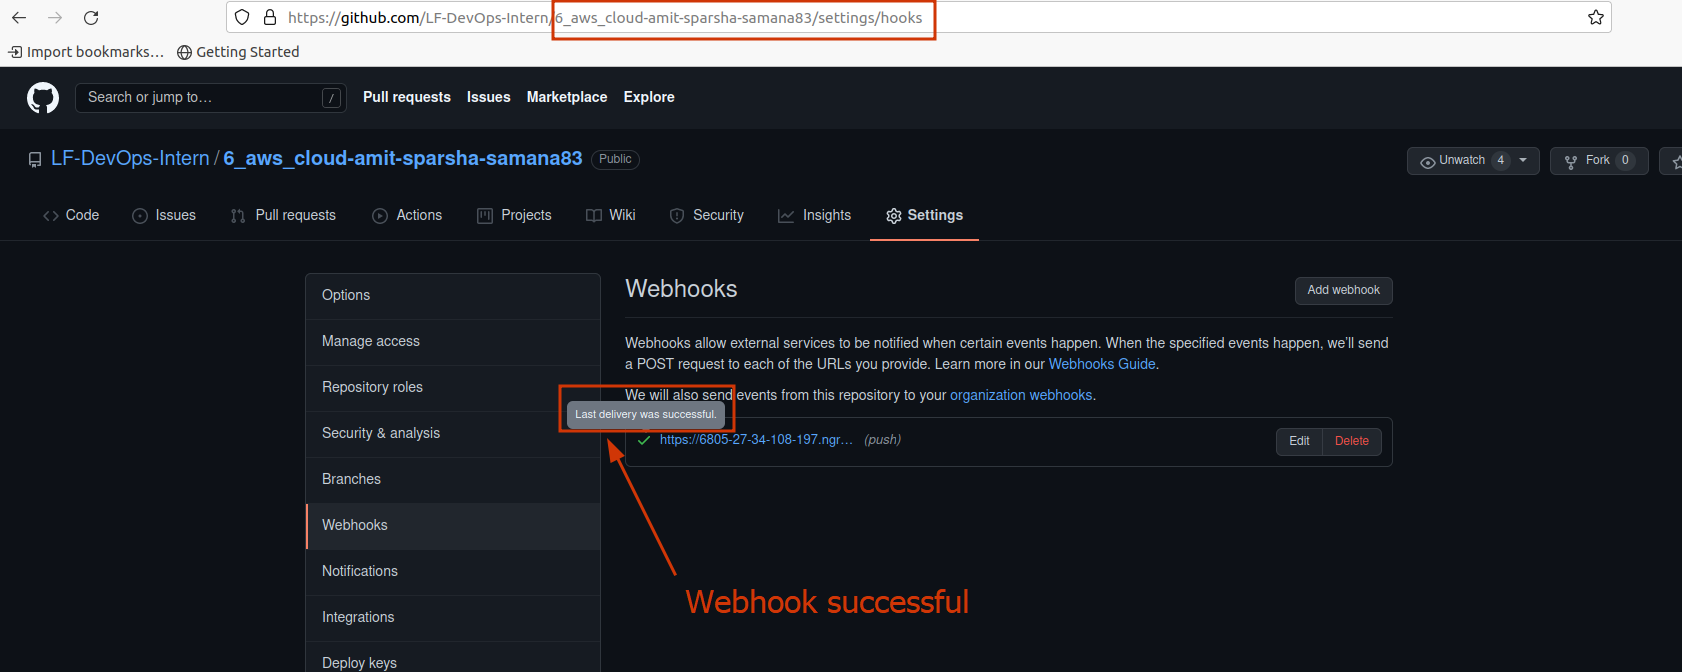 https://github.com/LF-DevOps-Intern/6_aws_cloud-amit-sparsha-samana83/settings/hooks
Import bookmarks… Getting Started
Search or jump to… / Pull requests Issues Marketplace Explore
LF-DevOps-Intern / 6_aws_cloud-amit-sparsha-samana83 Public Unwatch 4 Fork 0
Code Issues Pull requests Actions Projects Wiki Security Insights Settings
Options
Manage access
Repository roles
Security & analysis
Branches
Webhooks
Notifications
Integrations
Deploy keys
Webhooks Add webhook
Webhooks allow external services to be notified when certain events happen. When the specified events happen, we'll send
a POST request to each of the URLs you provide. Learn more in our Webhooks Guide.
We will also send events from this repository to your organization webhooks.
Last delivery was successful.
https://6805-27-34-108-197.ngr… (push) Edit Delete
Webhook successful